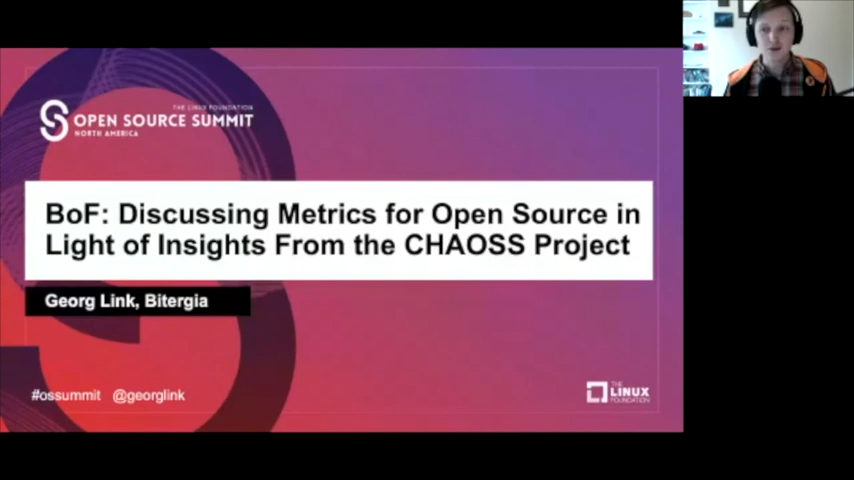 THE LINUX FOUNDATION
OPEN SOURCE SUMMIT
NORTH AMERICA
BoF: Discussing Metrics for Open Source in
Light of Insights From the CHAOSS Project
Georg Link, Bitergia
#ossummit @georglink
THE
LINUX
FOUNDATION